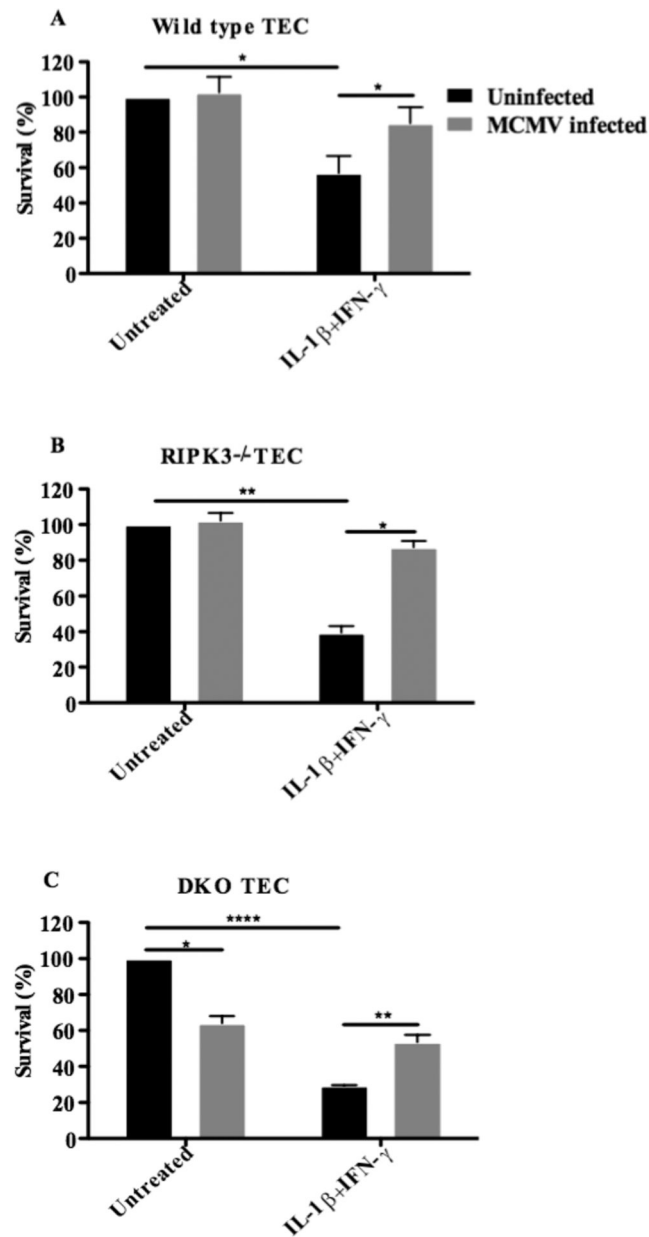 A
Wild type TEC
Survival (%)
120
100
80
60
40
20
0
*
*
Uninfected
MCMV infected
Untreated
IL-1β+IFN-γ
B
RIPK3-/-TEC
Survival (%)
120
100
80
60
40
20
0
**
*
Untreated
IL-1β+IFN-γ
C
DKO TEC
Survival (%)
120
100
80
60
40
20
0
****
*
**
Untreated
IL-1β+IFN-γ